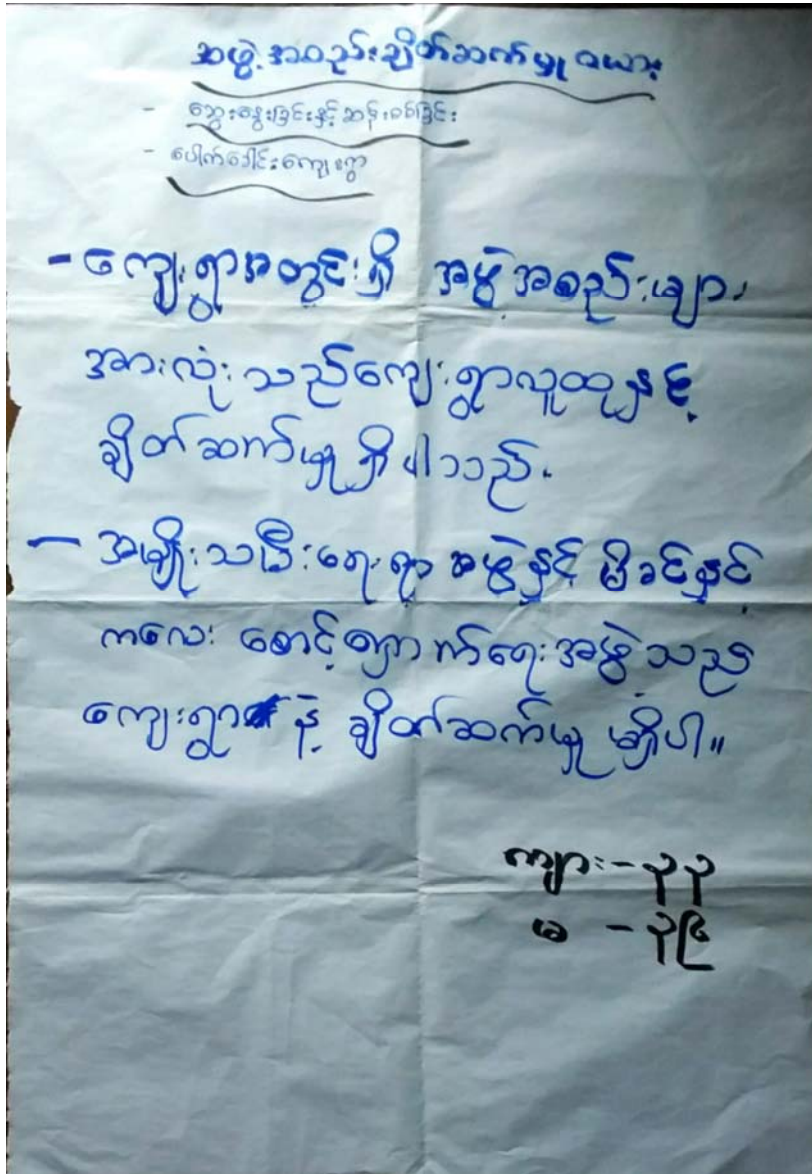 အဖွဲ့အစည်းချိတ်ဆက်မှု ဇယား
- ဆွေးနွေးခြင်းနှင့်ဆန်းစစ်ခြင်း
- ပေါက်ခေါင်းကျေးရွာ
- ကျေးရွာအတွင်းရှိ အဖွဲ့အစည်းများ
အားလုံးသည်ကျေးရွာလူထုနှင့်
ချိတ်ဆက်မှုရှိပါသည်.
- အမျိုးသမီးရေးရာ အဖွဲ့နှင့် မိခင်နှင့်
ကလေး စောင့်ရှောက်ရေးအဖွဲ့သည်
ကျေးရွာ နဲ့ ချိတ်ဆက်မှု မရှိပါ။
ကျား - ၃၃
မ - ၃၉